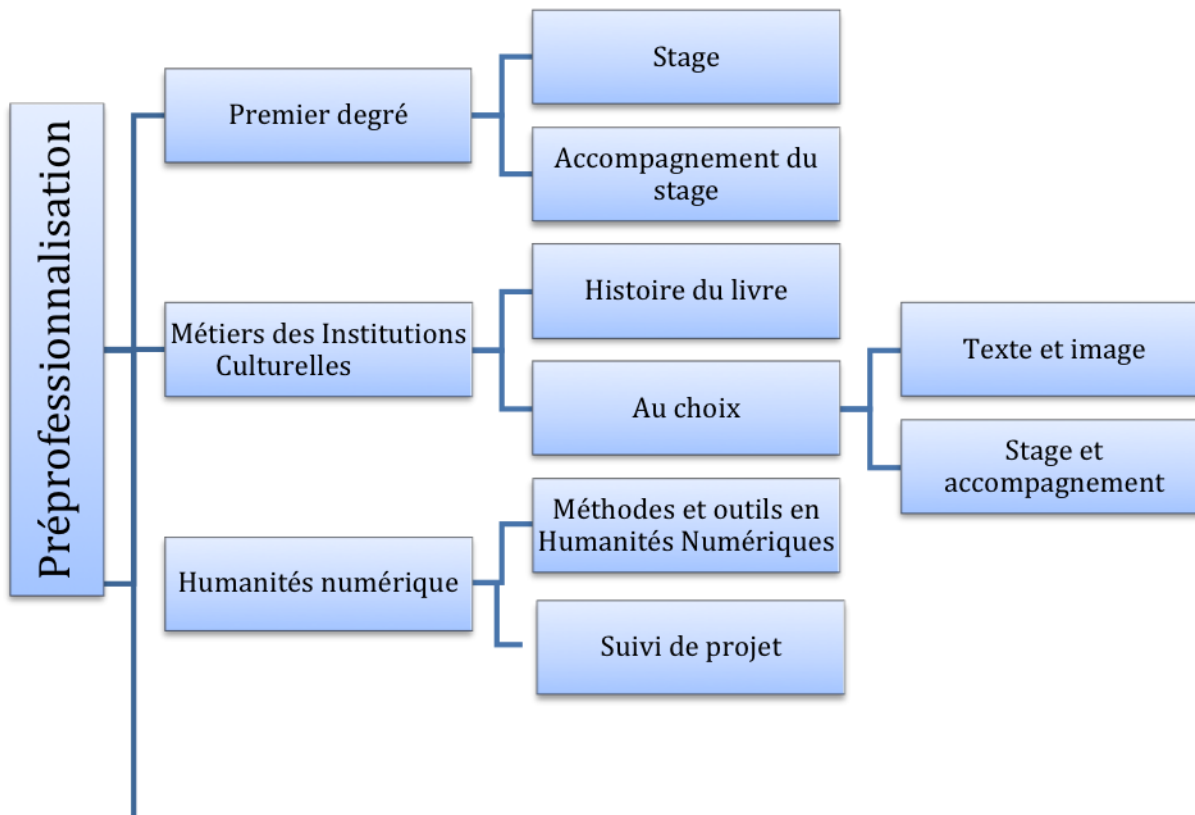 Préprofessionnalisation
Premier degré
Stage
Accompagnement du
stage
Métiers des Institutions
Culturelles
Histoire du livre
Au choix
Texte et image
Stage et
accompagnement
Humanités numérique
Méthodes et outils en
Humanités Numériques
Suivi de projet